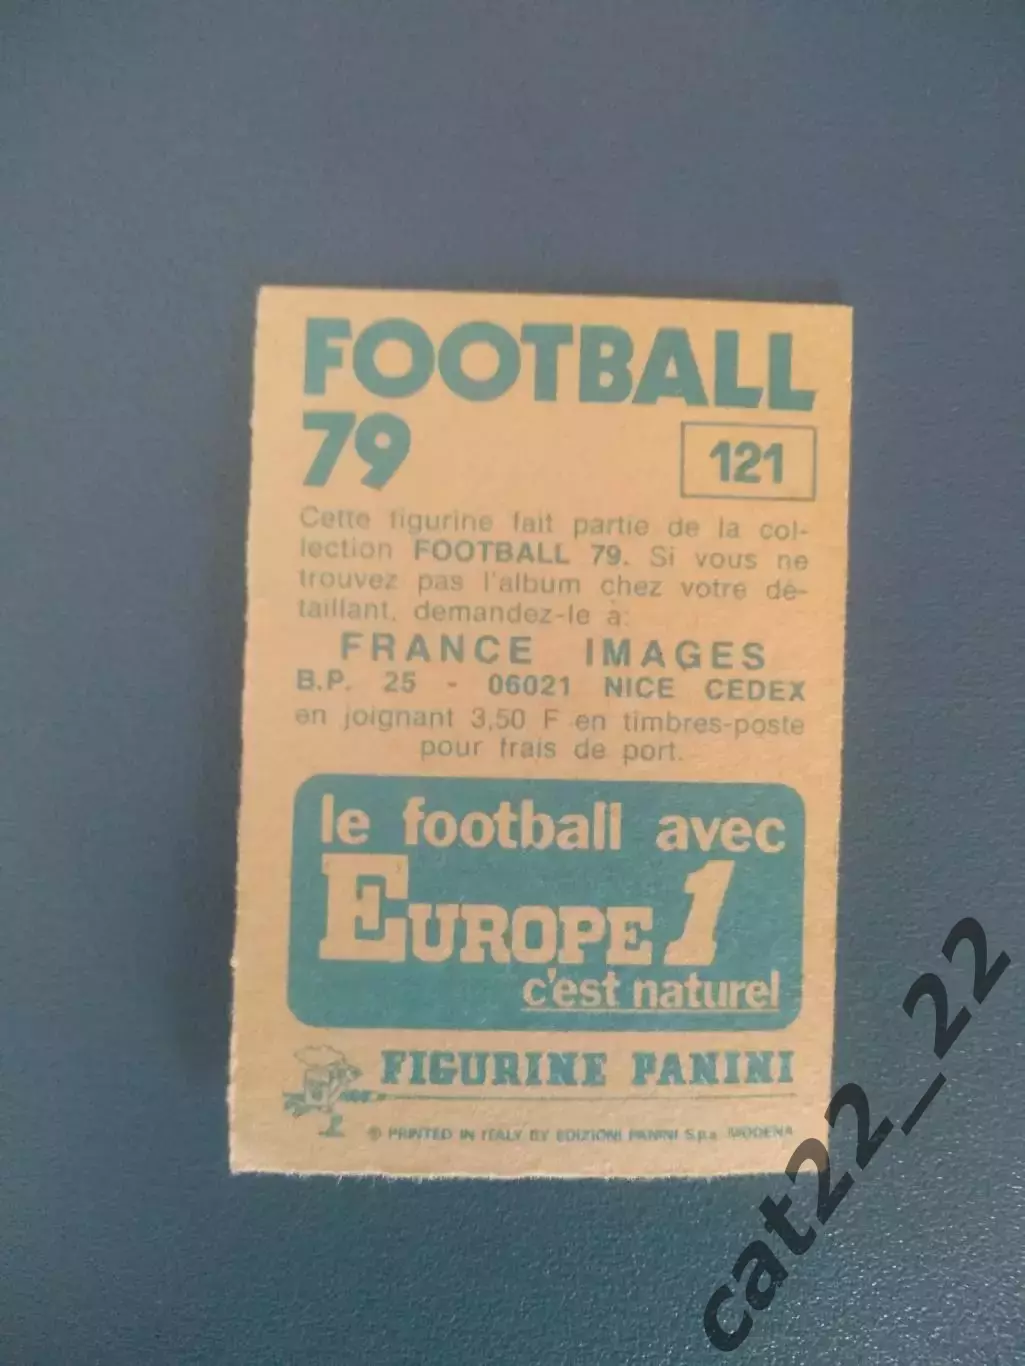 FOOTBALL
79
121
Cette figurine fait partie de la col-
lection FOOTBALL 79. Si vous ne
trouvez pas l'album chez votre dé-
taillant, demandez-le à:
FRANCE IMAGES
B.P. 25 - 06021 NICE CEDEX
en joignant 3,50 F en timbres-poste
pour frais de port.
le football avec
EUROPE 1
c'est naturel
FIGURINE PANINI
© PRINTED IN ITALY BY EDIZIONI PANINI S.p.a. MODENA
cat22_22